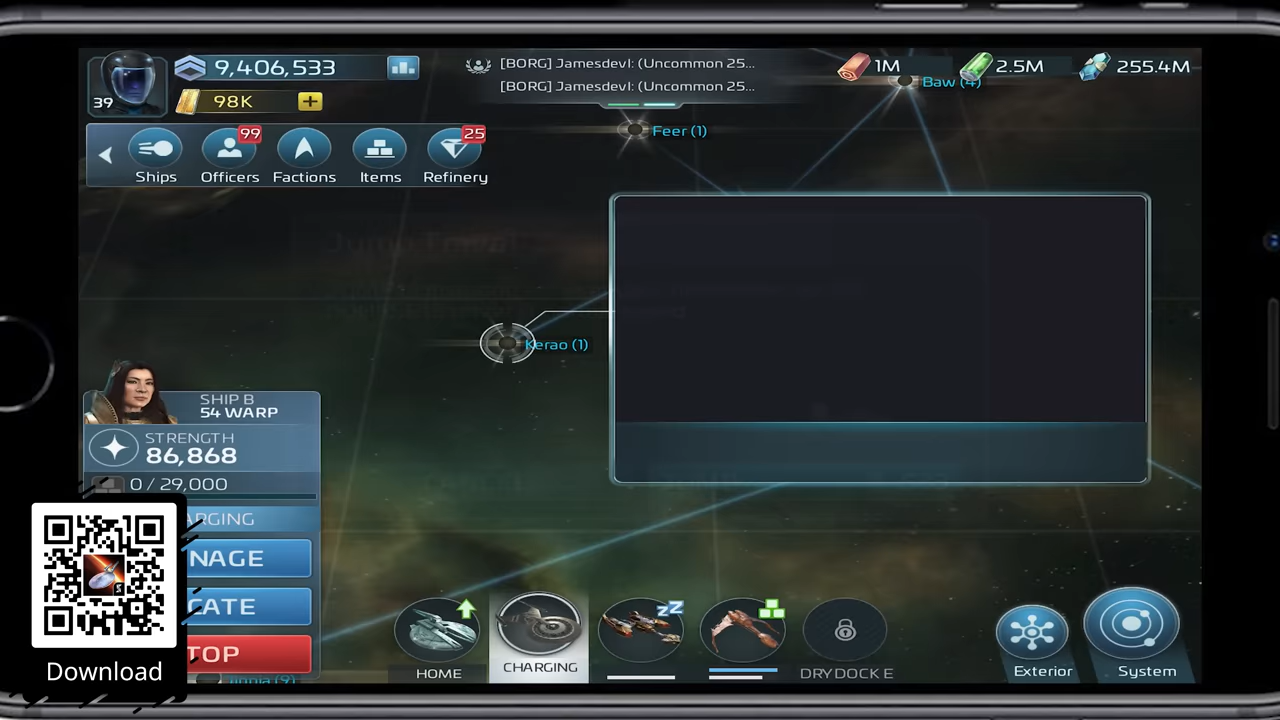 9,406,533
39
98K
[BORG] Jamesdevl: (Uncommon 25...
[BORG] Jamesdevl: (Uncommon 25...
1M
2.5M
255.4M
Baw (4)
Feer (1)
99
25
Ships
Officers
Factions
Items
Refinery
Kerao (1)
SHIP B
54 WARP
STRENGTH
86,868
0 / 29,000
ARGING
NAGE
CATE
TOP
Download
HOME
CHARGING
zZ
DRYDOCK E
Exterior
System